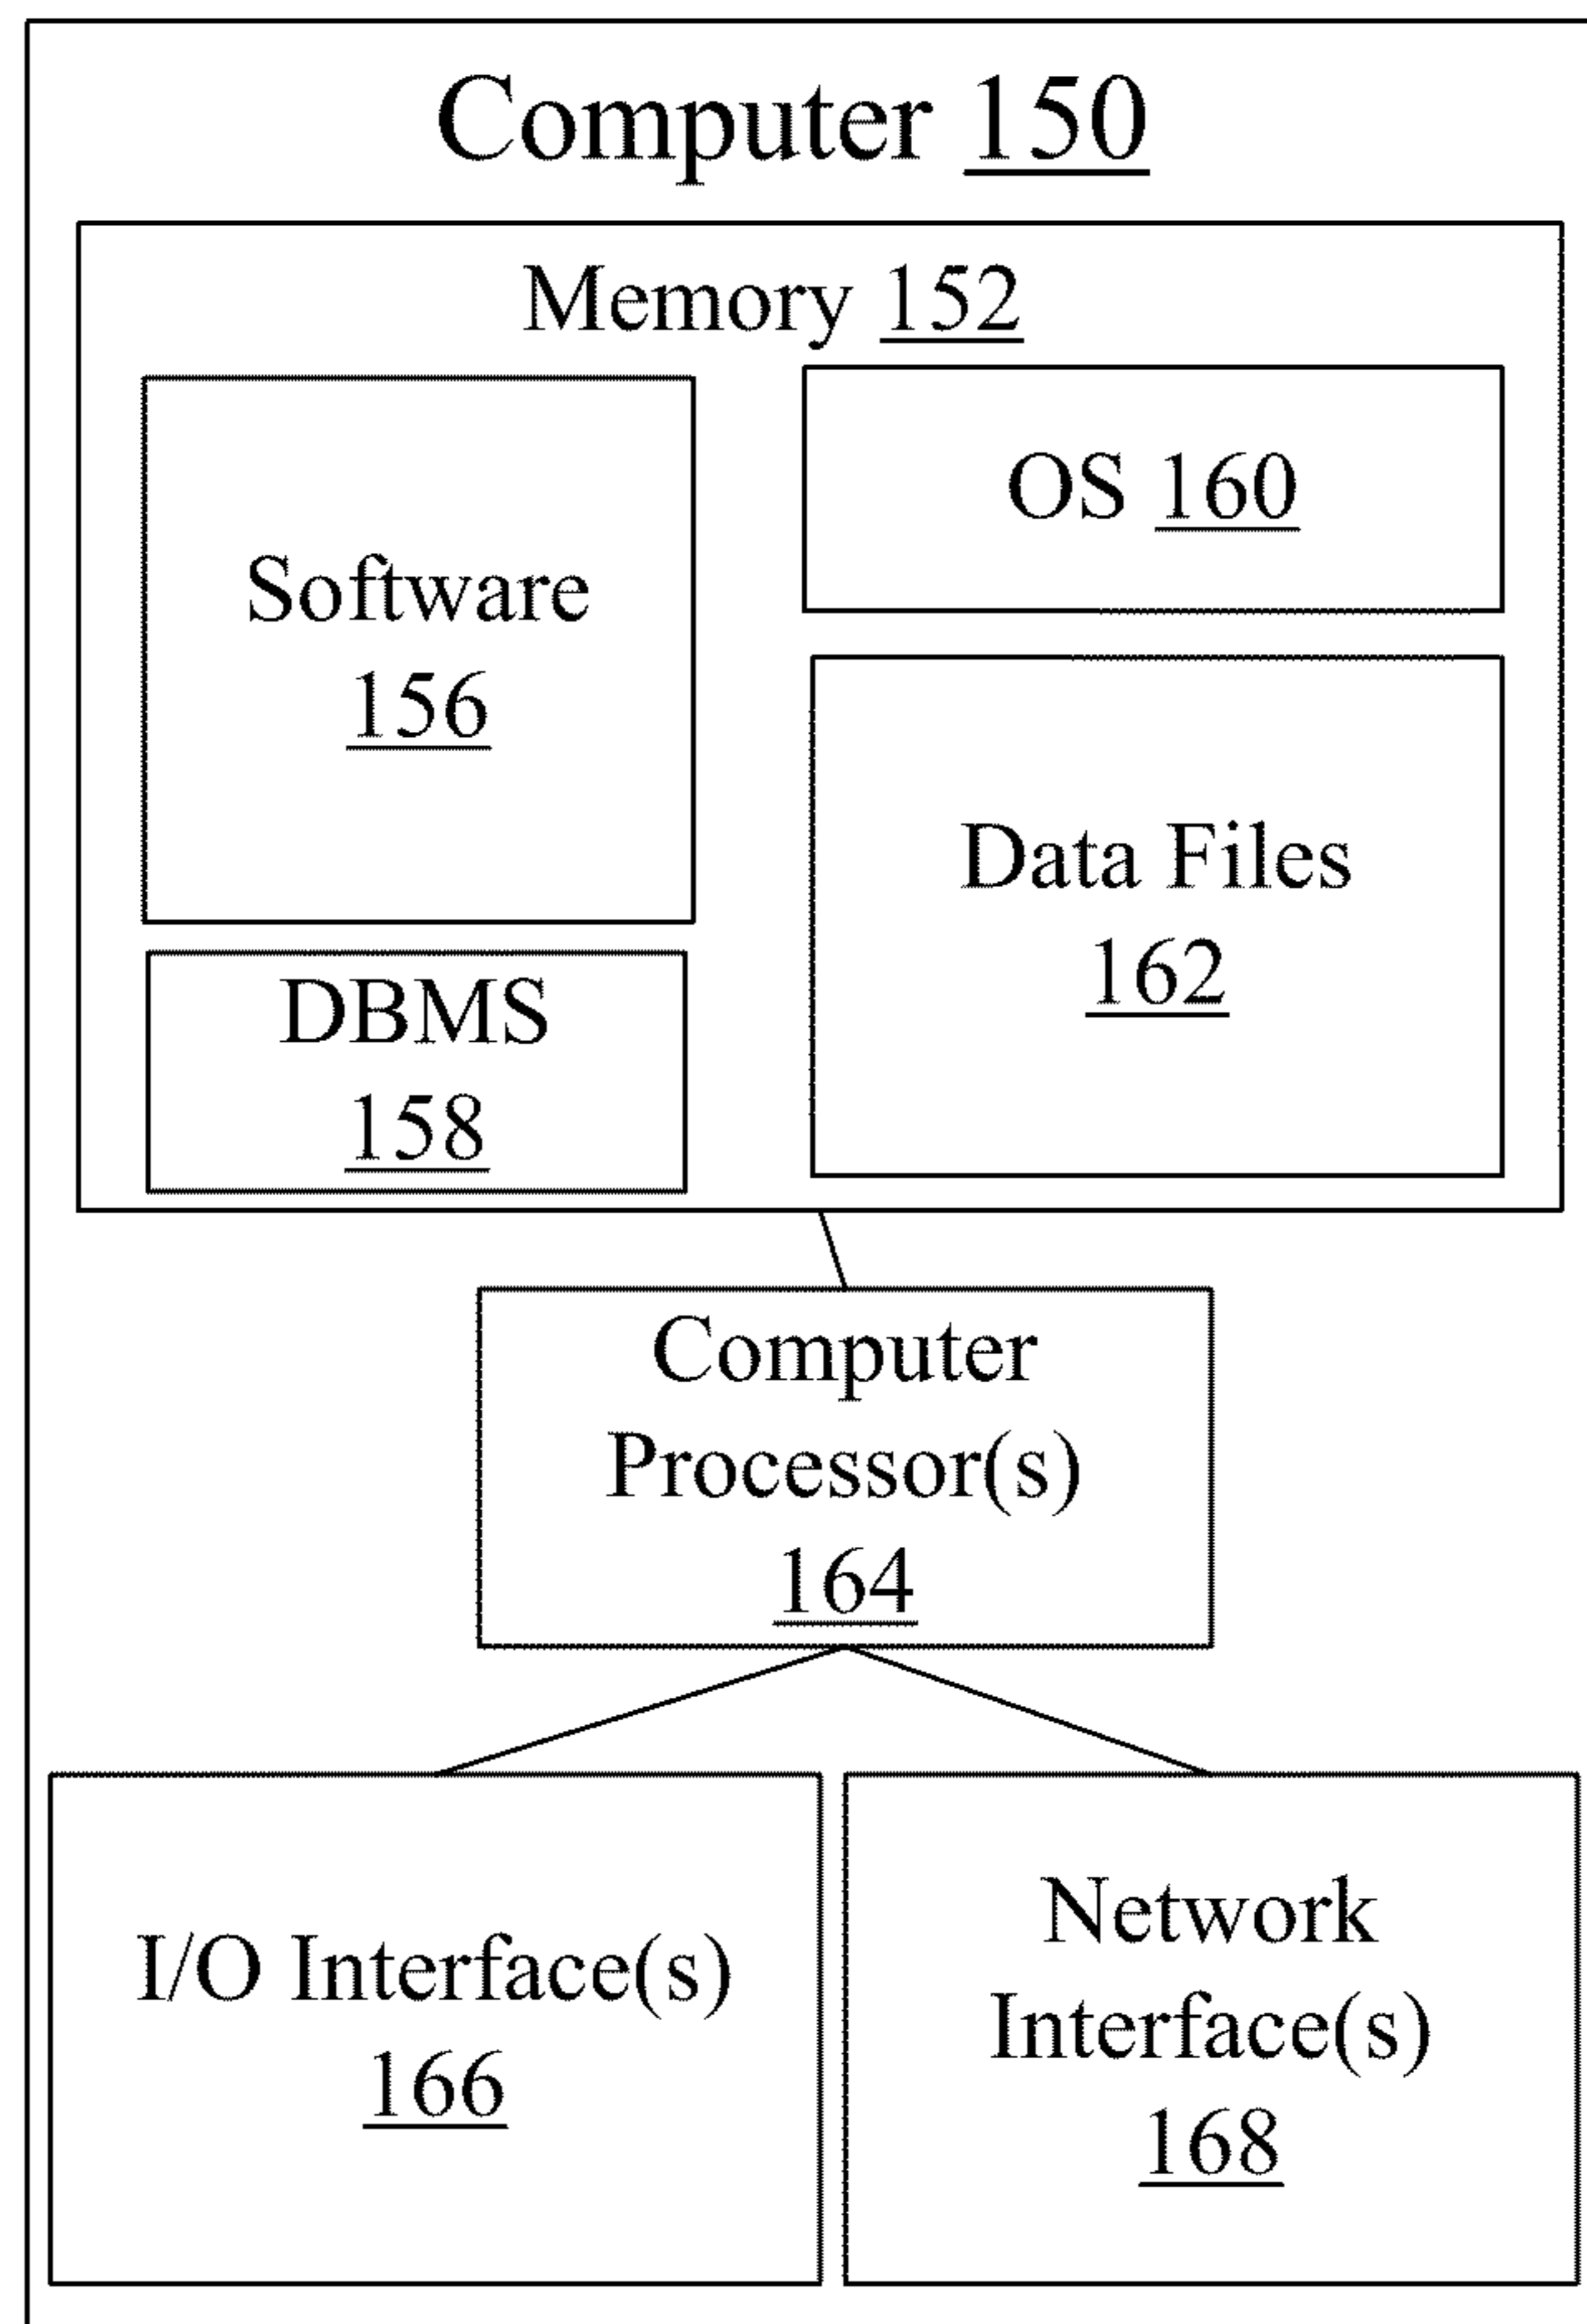 Computer 150
Memory 152
Software
156
OS 160
Data Files
162
DBMS
158
Computer
Processor(s)
164
I/O Interface(s)
166
Network
Interface(s)
168